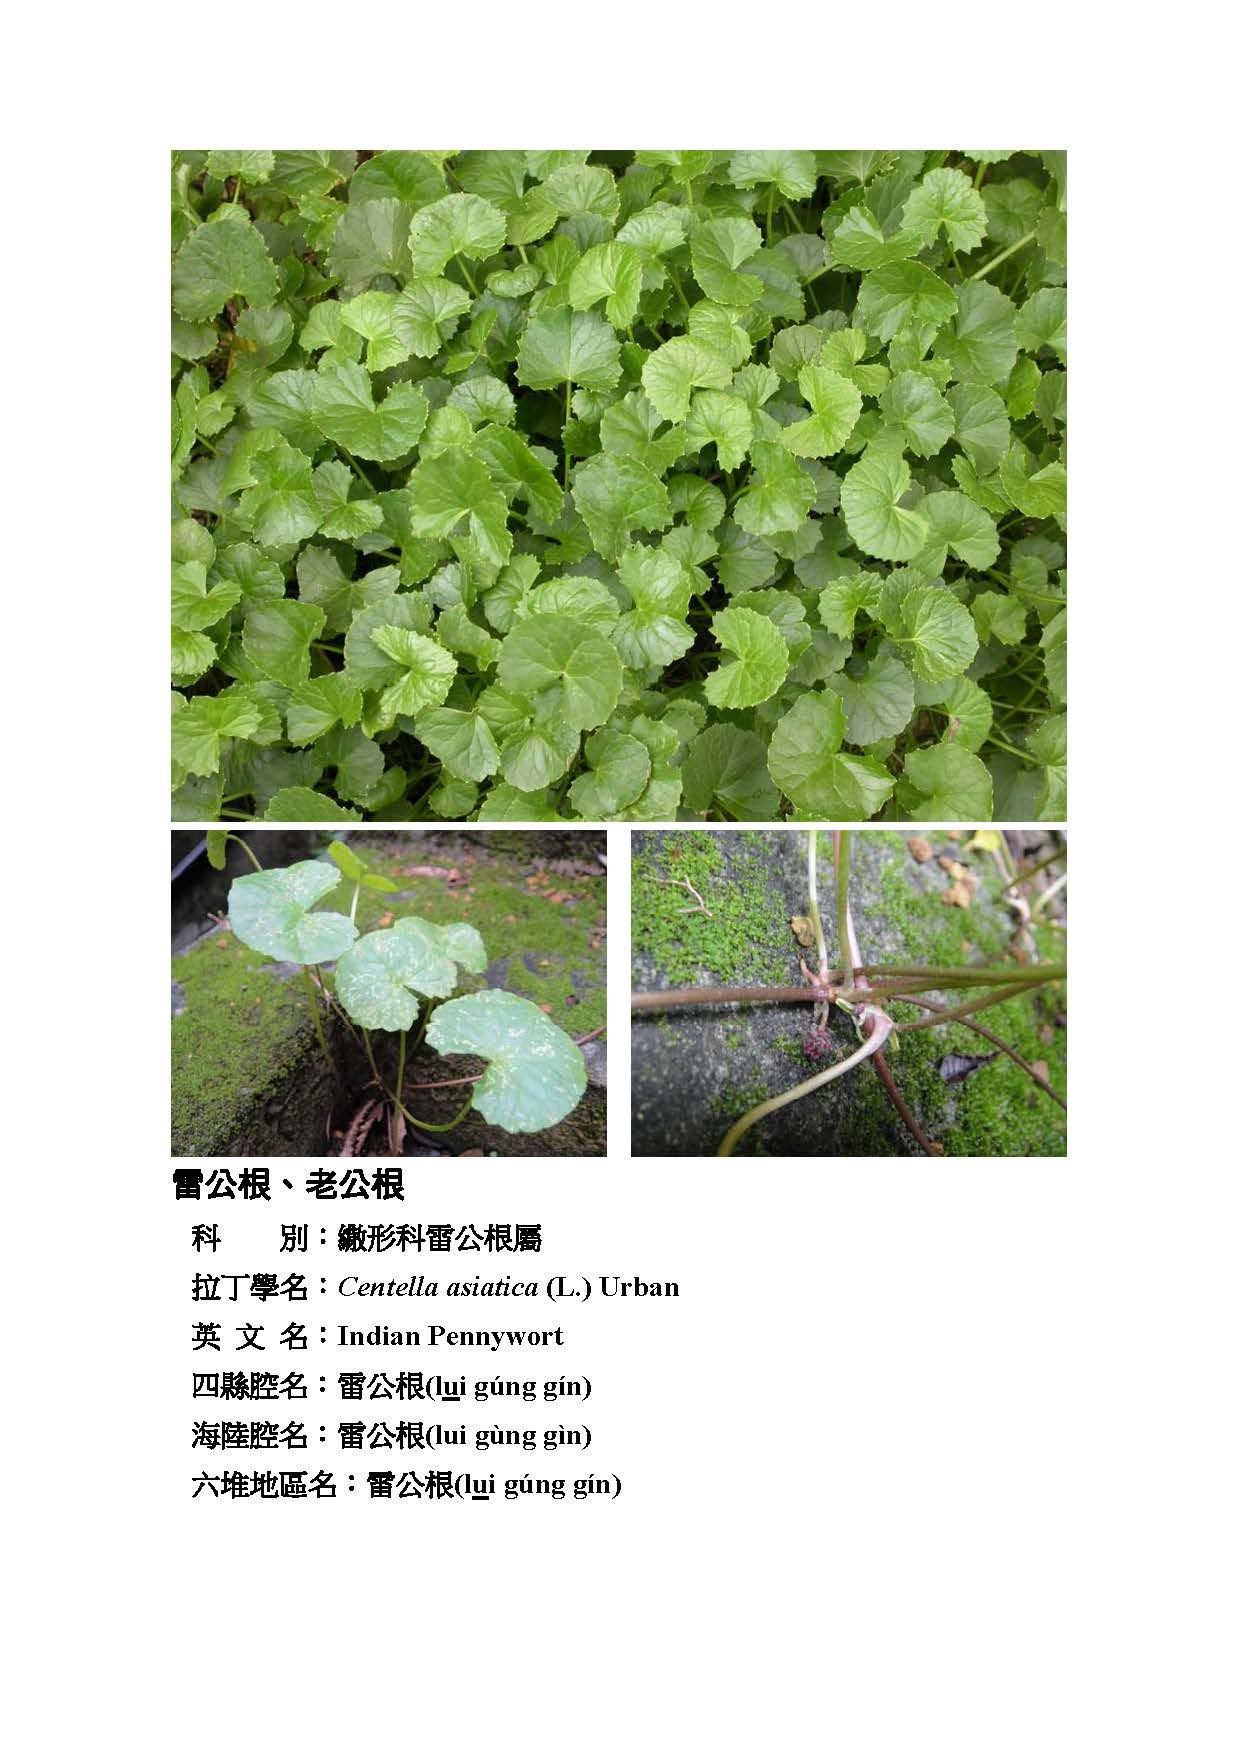 雷公根、老公根
科　　別：繖形科雷公根屬
拉丁學名：Centella asiatica (L.) Urban
英 文 名：Indian Pennywort
四縣腔名：雷公根(lu̲i gúng gín)
海陸腔名：雷公根(lui gùng gìn)
六堆地區名：雷公根(lu̲i gúng gín)